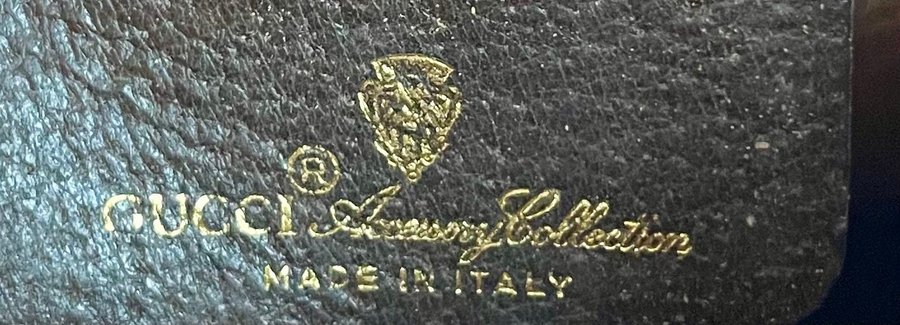 GUCCI® Accessory Collection
MADE IN ITALY